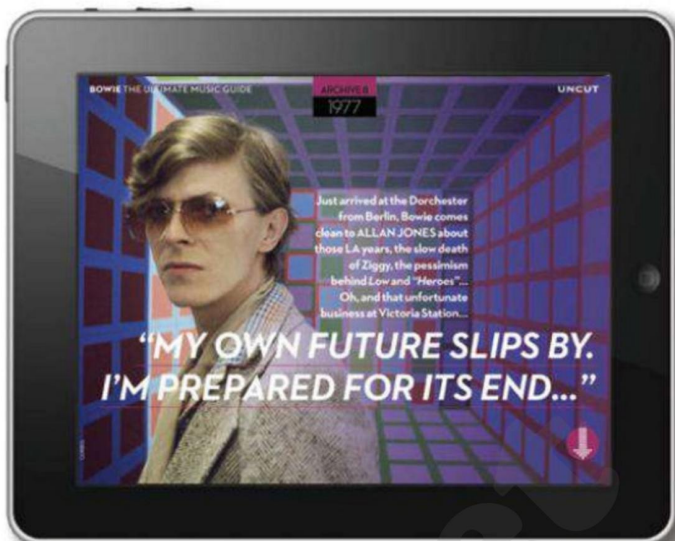 BOWIE THE ULTIMATE MUSIC GUIDE
ARCHIVE 8
1977
UNCUT
Just arrived at the Dorchester
from Berlin, Bowie comes
clean to ALLAN JONES about
those LA years, the slow death
of Ziggy, the pessimism
behind Low and “Heroes”...
Oh, and that unfortunate
business at Victoria Station...
“MY OWN FUTURE SLIPS BY.
I’M PREPARED FOR ITS END...”